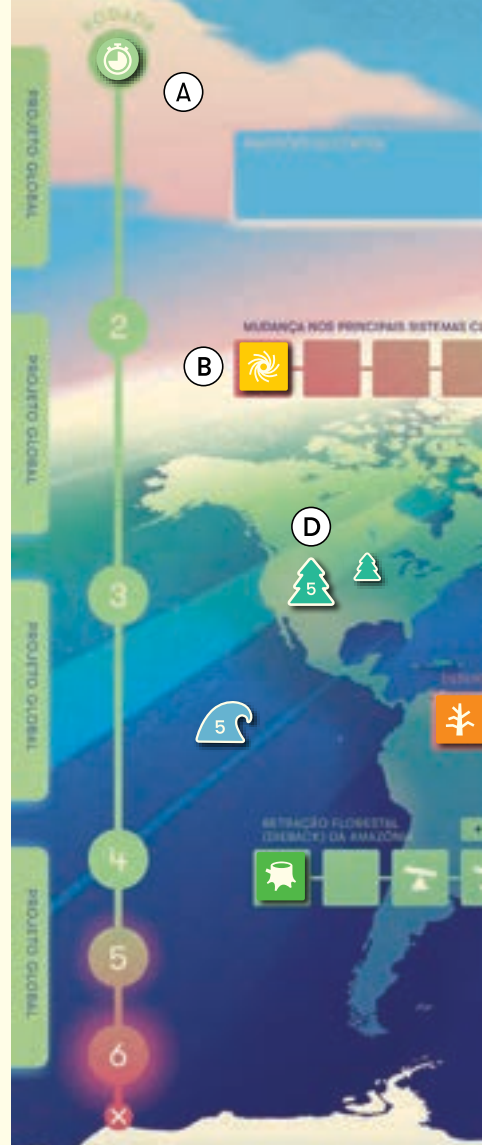 RODADA
A
PROJETO GLOBAL
2
MUDANÇA NOS PRINCIPAIS SISTEMAS
B
PROJETO GLOBAL
D
5
3
PROJETO GLOBAL
5
RETRAÇÃO FLORESTAL
(DIEBACK) DA AMAZÔNIA
+
4
PROJETO GLOBAL
5
6